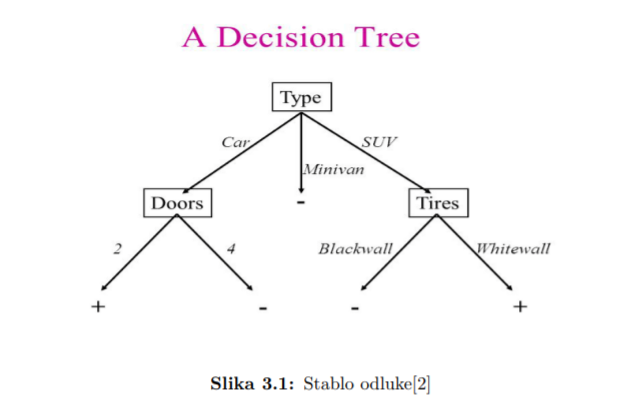 A Decision Tree
Type
Car
SUV
Minivan
Doors
-
Tires
2
4
Blackwall
Whitewall
+
-
-
+
Slika 3.1: Stablo odluke[2]